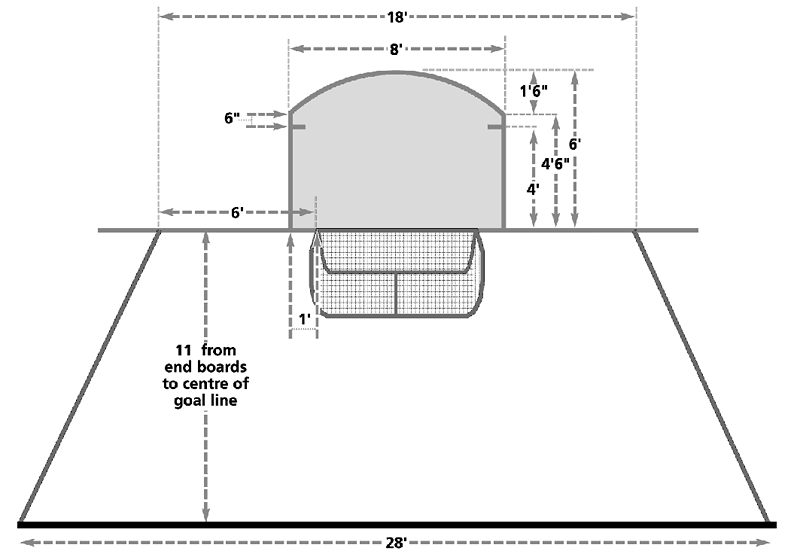 18'
8'
1'6"
6"
6'
4'6"
4'
6'
1'
11 from
end boards
to centre of
goal line
28'